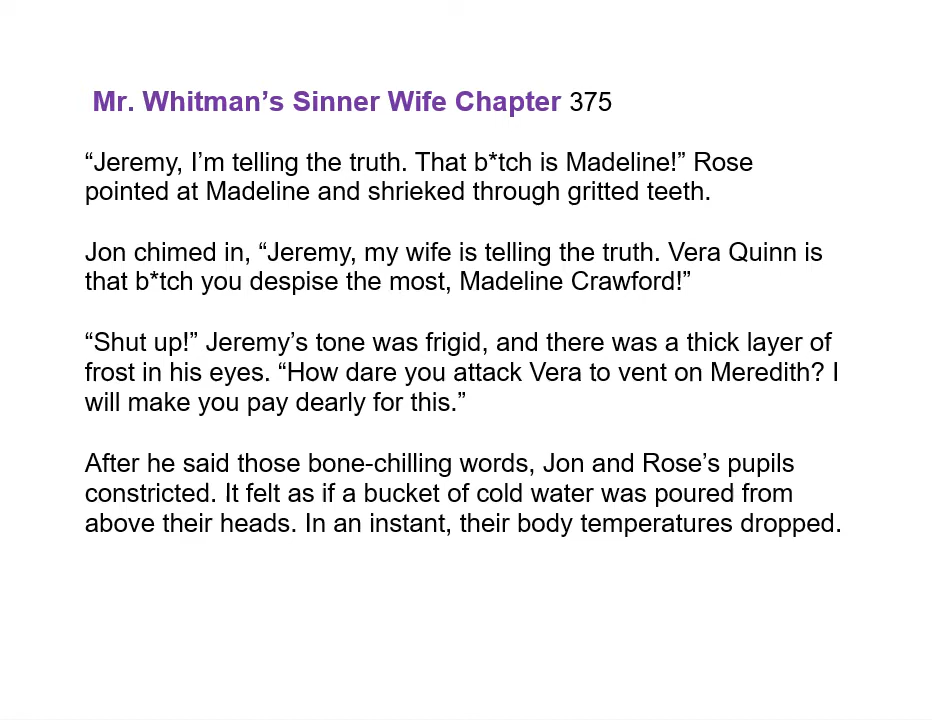 Mr. Whitman’s Sinner Wife Chapter 375
“Jeremy, I’m telling the truth. That b*tch is Madeline!” Rose
pointed at Madeline and shrieked through gritted teeth.
Jon chimed in, “Jeremy, my wife is telling the truth. Vera Quinn is
that b*tch you despise the most, Madeline Crawford!”
“Shut up!” Jeremy’s tone was frigid, and there was a thick layer of
frost in his eyes. “How dare you attack Vera to vent on Meredith? I
will make you pay dearly for this.”
After he said those bone-chilling words, Jon and Rose’s pupils
constricted. It felt as if a bucket of cold water was poured from
above their heads. In an instant, their body temperatures dropped.